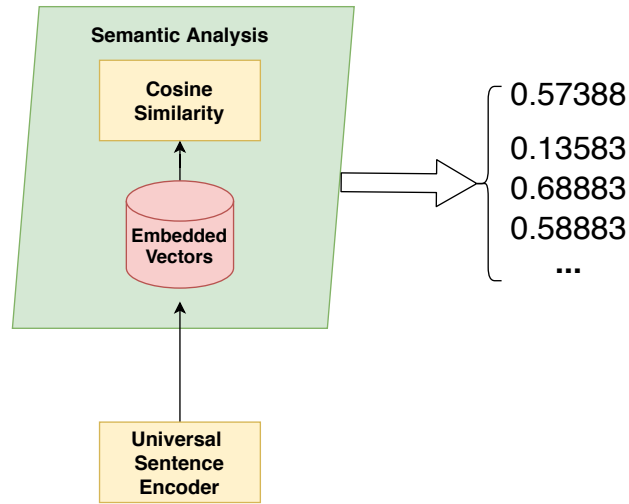 Semantic Analysis
Cosine
Similarity
Embedded
Vectors
Universal
Sentence
Encoder
0.57388
0.13583
0.68883
0.58883
...